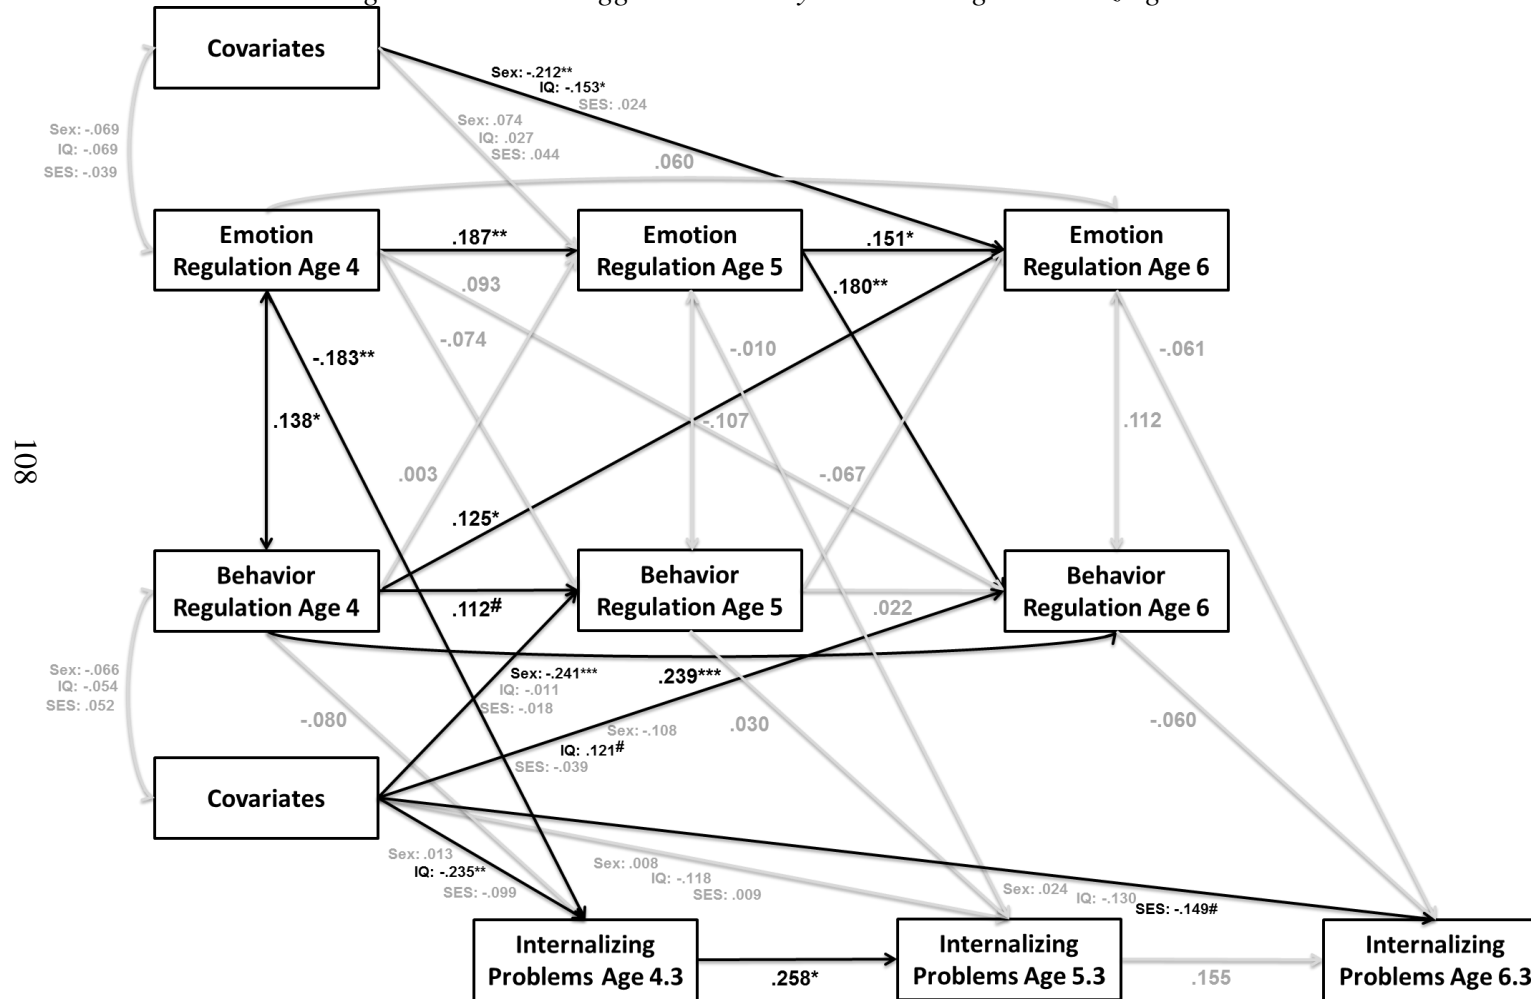 Covariates
Sex: -.212**
IQ: -.153*
SES: .024
Sex: .074
IQ: .027
SES: .044
Sex: -.069
IQ: -.069
SES: -.039
.060
Emotion
Regulation Age 4
.187**
Emotion
Regulation Age 5
.151*
Emotion
Regulation Age 6
.093
.180**
-.074
-.010
-.061
-.183**
.138*
-.107
.112
108
.003
-.067
.125*
Behavior
Regulation Age 4
.112#
Behavior
Regulation Age 5
.022
Behavior
Regulation Age 6
Sex: -.066
IQ: -.054
SES: .052
Sex: -.241***
IQ: -.011
SES: -.018
.239***
-.080
Sex: -.108
IQ: .121#
SES: -.039
.030
-.060
Covariates
Sex: .013
IQ: -.235**
SES: -.099
Sex: .008
IQ: -.118
SES: .009
Sex: .024
IQ: -.130
SES: -.149#
Internalizing
Problems Age 4.3
.258*
Internalizing
Problems Age 5.3
.155
Internalizing
Problems Age 6.3